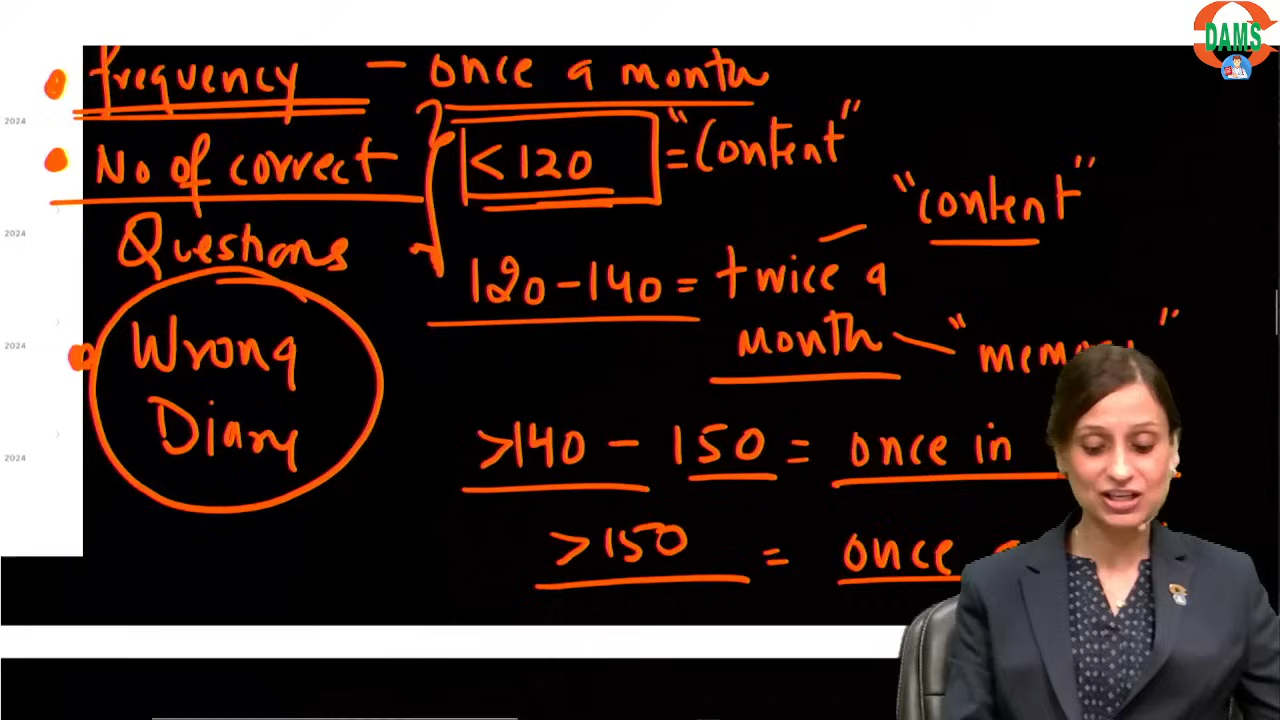 DAMS
frequency - once a month
No of correct
Questions
<120 = "Content"
120-140 = twice a
month
"content"
"memory"
>140 - 150 = once in
>150 = once
Wrong
Diary
2024
2024
2024
2024